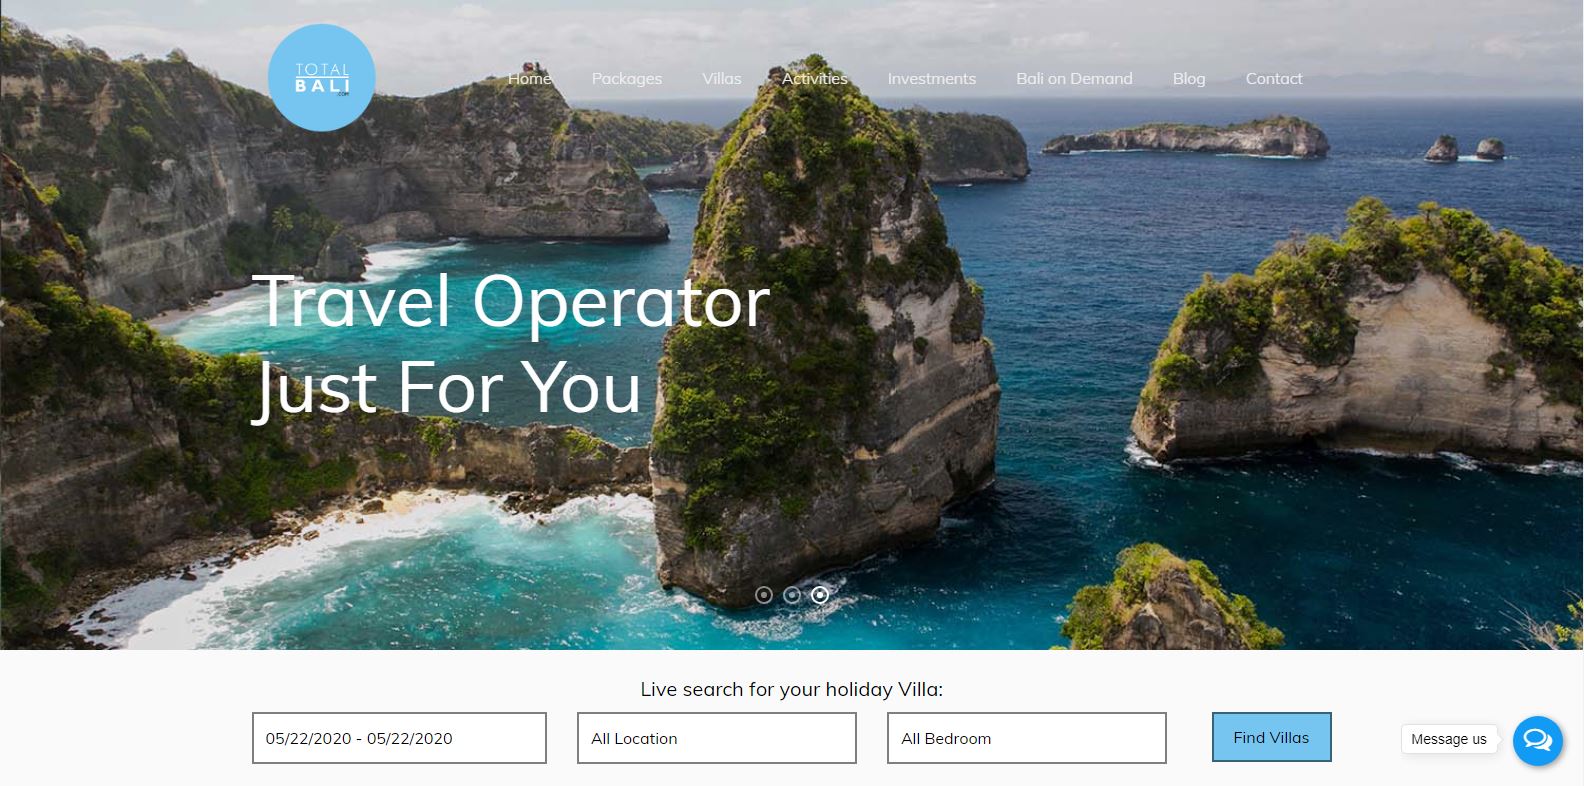 TOTAL
BALI
.COM
Home Packages Villas Activities Investments Bali on Demand Blog Contact
Travel Operator
Just For You
Live search for your holiday Villa:
05/22/2020 - 05/22/2020 All Location All Bedroom Find Villas
Message us